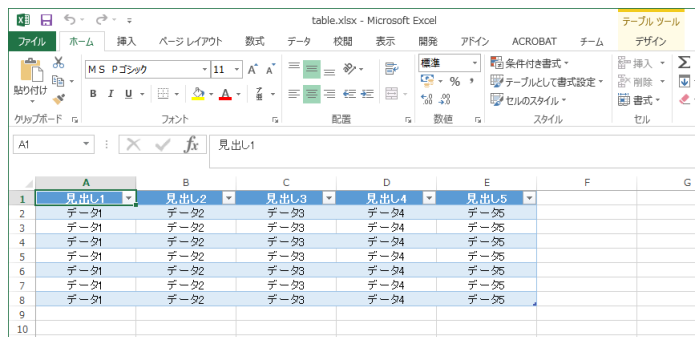 table.xlsx - Microsoft Excel
テーブル ツール
ファイル ホーム 挿入 ページ レイアウト 数式 データ 校閲 表示 開発 アドイン ACROBAT チーム デザイン
貼り付け
MS Pゴシック 11 A A
標準
条件付き書式
挿入
B I U A
% ,
テーブルとして書式設定
削除
セルのスタイル
書式
クリップボード フォント 配置 数値 スタイル セル
A1 fx 見出し1
A B C D E F G
1 見出し1 見出し2 見出し3 見出し4 見出し5
2 データ1 データ2 データ3 データ4 データ5
3 データ1 データ2 データ3 データ4 データ5
4 データ1 データ2 データ3 データ4 データ5
5 データ1 データ2 データ3 データ4 データ5
6 データ1 データ2 データ3 データ4 データ5
7 データ1 データ2 データ3 データ4 データ5
8 データ1 データ2 データ3 データ4 データ5
9
10